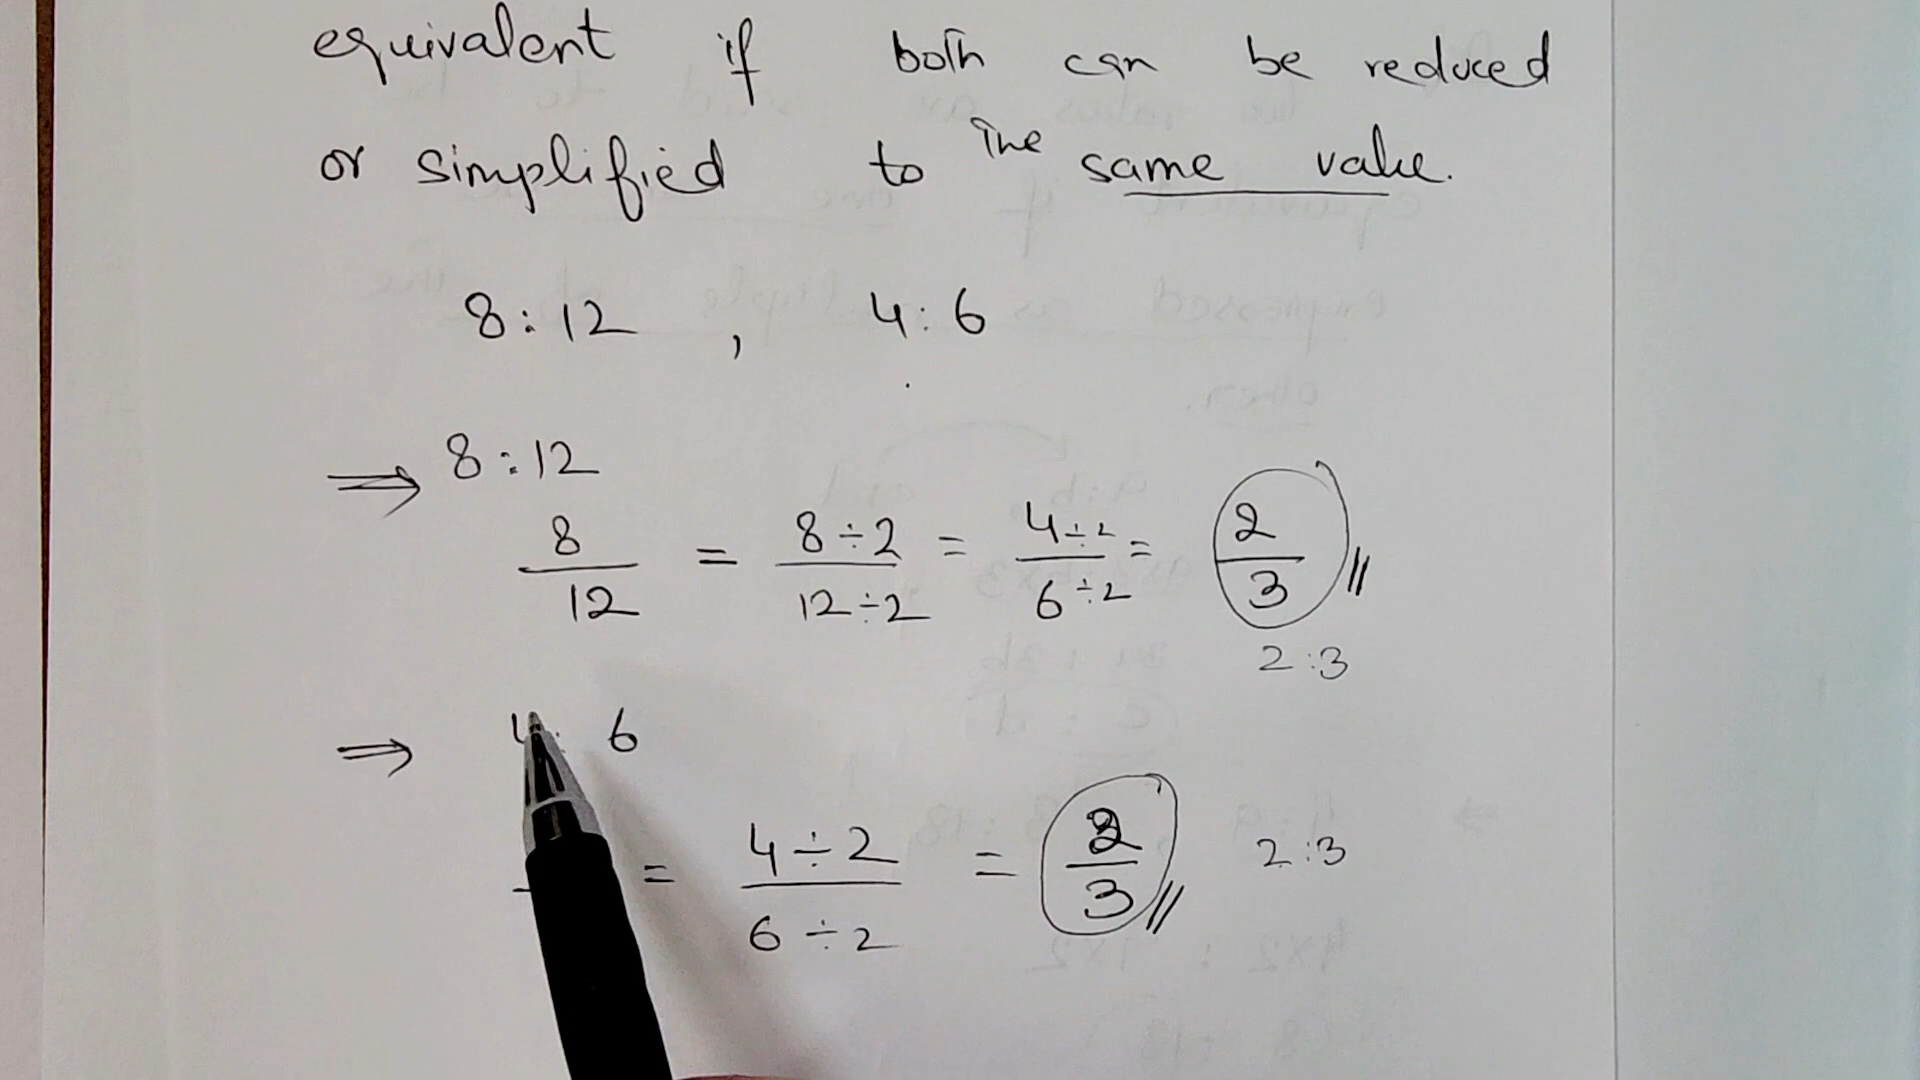 equivalent if both can be reduced
or simplified to the same value.
8:12 , 4:6
⇒ 8:12
8/12 = 8÷2/12÷2 = 4÷2/6÷2 = 2/3
2:3
⇒ 4: 6
= 4÷2/6÷2 = 2/3 2:3